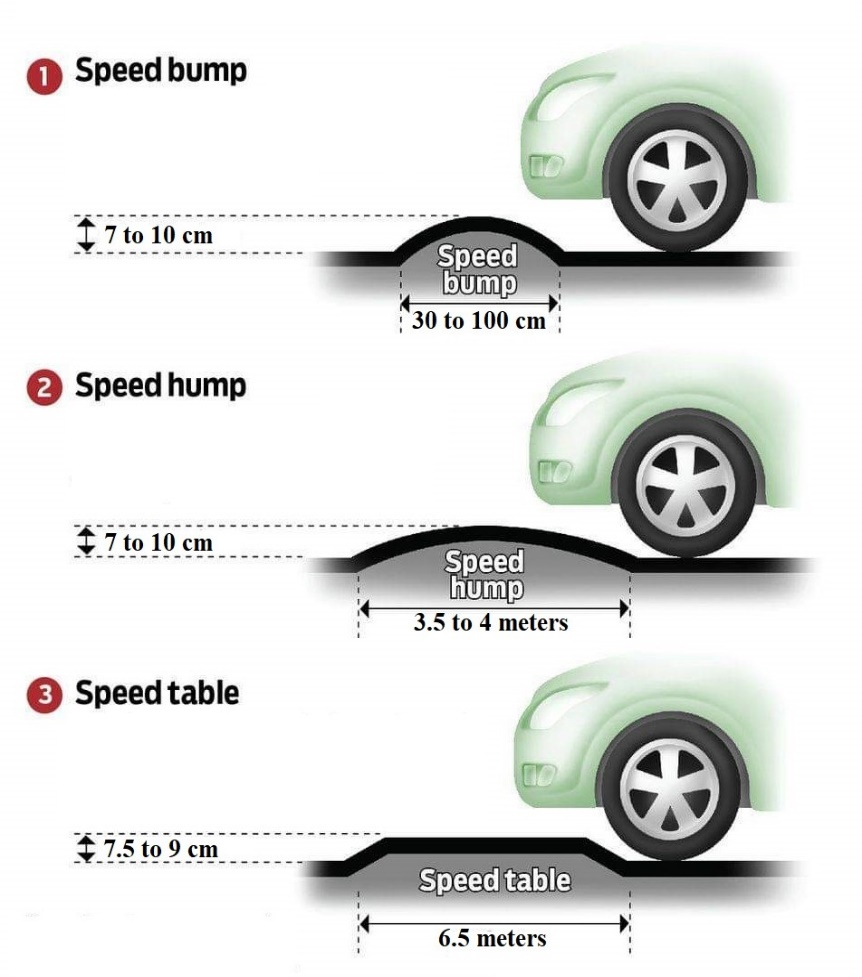 1 Speed bump
7 to 10 cm
Speed
bump
30 to 100 cm
2 Speed hump
7 to 10 cm
Speed
hump
3.5 to 4 meters
3 Speed table
7.5 to 9 cm
Speed table
6.5 meters